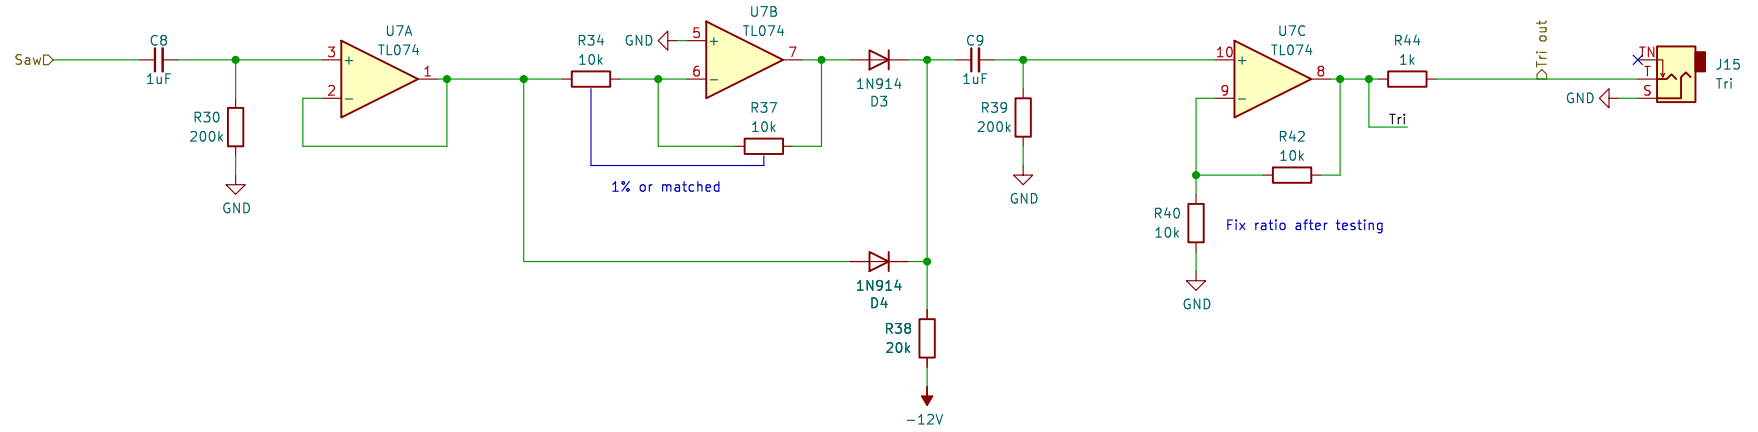 Saw
C8
1uF
R30
200k
GND
U7A
TL074
3
2
1
+
−
R34
10k
1% or matched
GND
U7B
TL074
5
6
7
+
−
R37
10k
1N914
D3
1N914
D4
R38
20k
-12V
C9
1uF
R39
200k
GND
U7C
TL074
10
9
8
+
−
R42
10k
R40
10k
GND
Fix ratio after testing
R44
1k
Tri
Tri out
GND
TN
T
S
J15
Tri